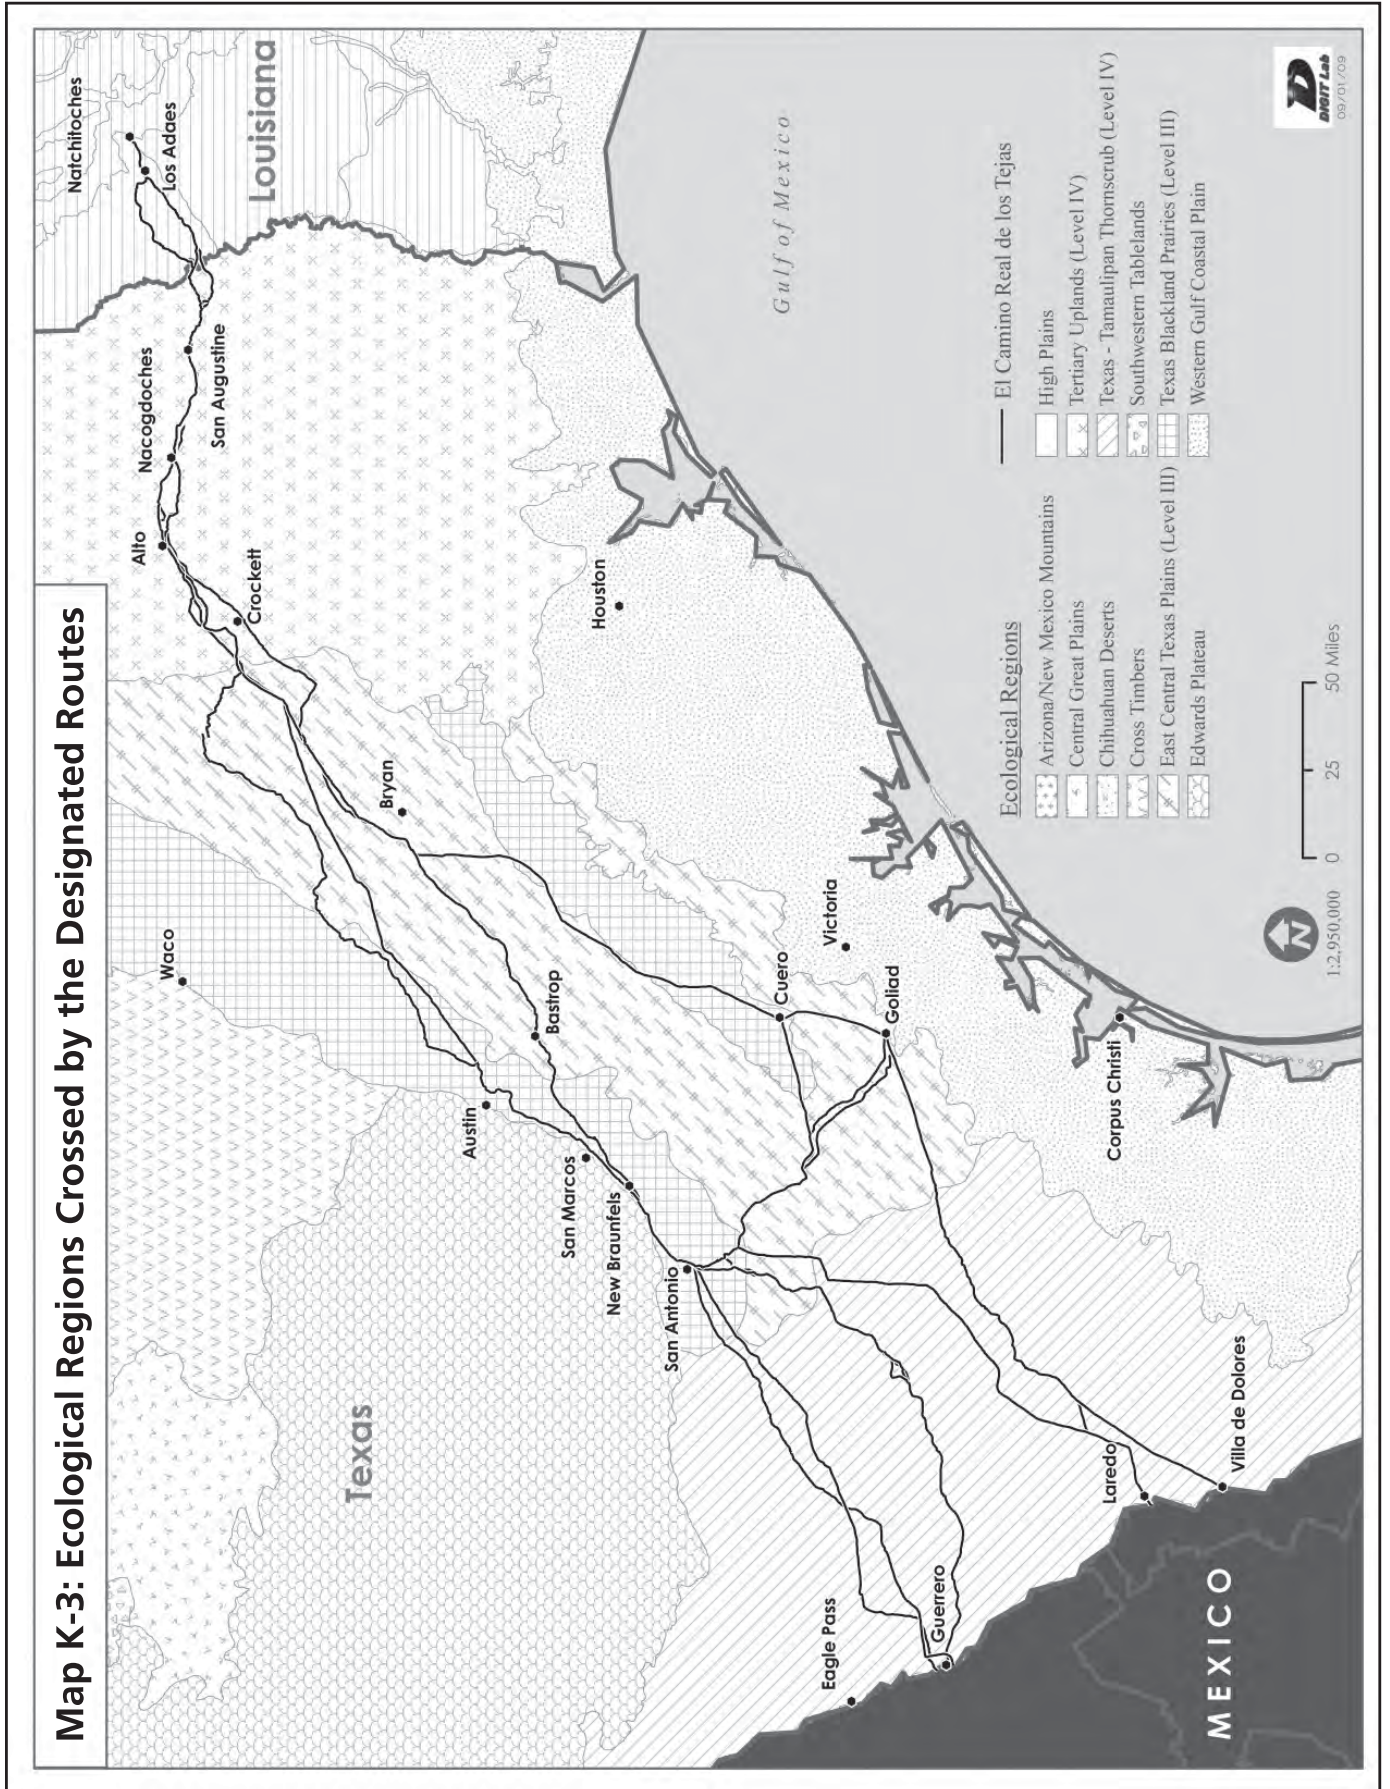 Map K-3: Ecological Regions Crossed by the Designated Routes
Natchitoches
Los Adaes
Louisiana
Nacogdoches
San Augustine
Alto
Crockett
Houston
Bryan
Waco
Bastrop
Austin
San Marcos
New Braunfels
San Antonio
Cuero
Victoria
Goliad
Corpus Christi
Texas
Eagle Pass
Guerrero
Laredo
Villa de Dolores
MEXICO
Gulf of Mexico
El Camino Real de los Tejas
Ecological Regions
Arizona/New Mexico Mountains
Central Great Plains
Chihuahuan Deserts
Cross Timbers
East Central Texas Plains (Level III)
Edwards Plateau
High Plains
Tertiary Uplands (Level IV)
Texas - Tamaulipan Thornscrub (Level IV)
Southwestern Tablelands
Texas Blackland Prairies (Level III)
Western Gulf Coastal Plain
N
1:2,950,000
0 25 50 Miles
D
DIGIT Lab
09/01/09